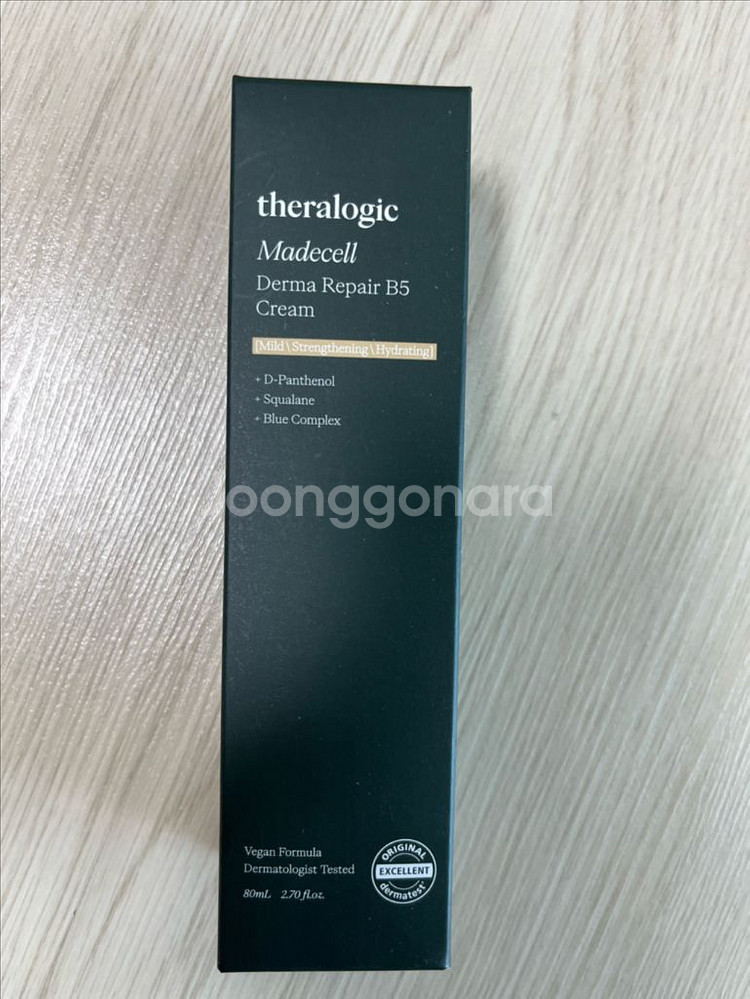 theralogic
Madecell
Derma Repair B5
Cream
[Mild \ Strengthening \ Hydrating]
+ D-Panthenol
+ Squalane
+ Blue Complex
oonggonara
Vegan Formula
Dermatologist Tested
80mL 2.70 fl.oz.
ORIGINAL
EXCELLENT
dermatest